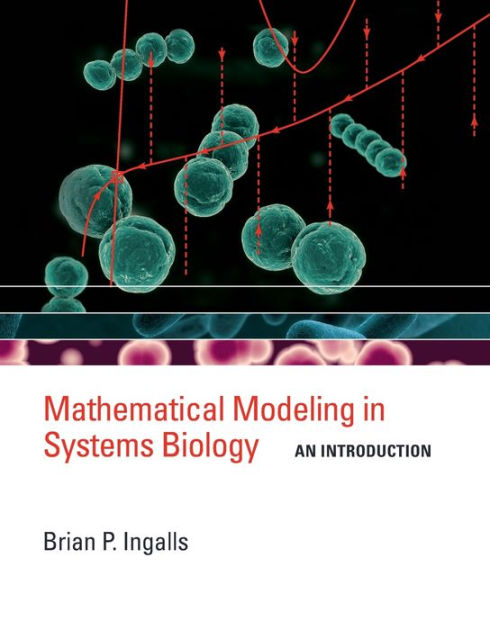 Mathematical Modeling in
Systems Biology AN INTRODUCTION
Brian P. Ingalls